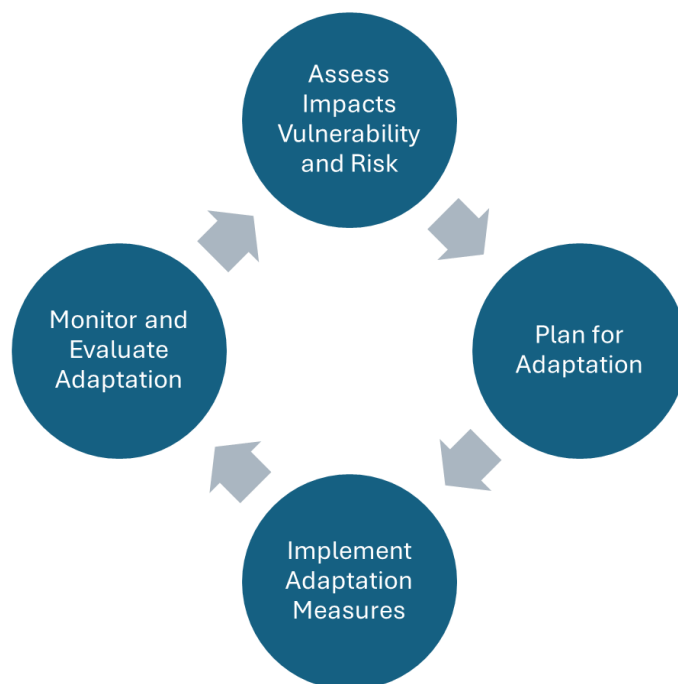 Assess
Impacts
Vulnerability
and Risk
Plan for
Adaptation
Implement
Adaptation
Measures
Monitor and
Evaluate
Adaptation